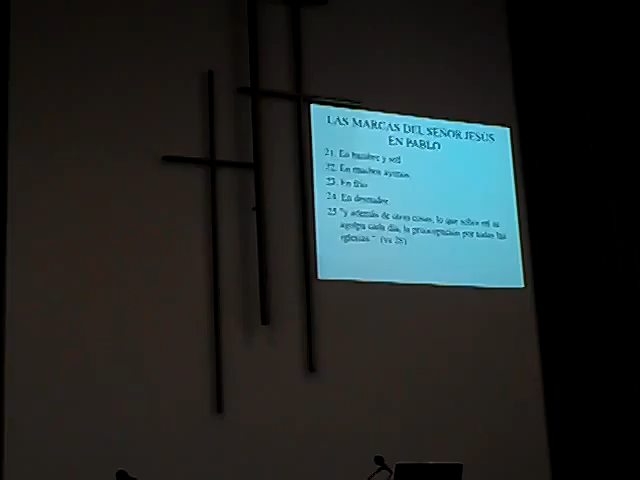 LAS MARCAS DEL SEÑOR JESUS
EN PABLO
21. En hambre y sed
22. En muchos ayunos
23. En frio
24. En desnudez
25 "y además de otras cosas, lo que sobre mí se
agolpa cada día, la preocupación por todas las
iglesias." (vs 28)